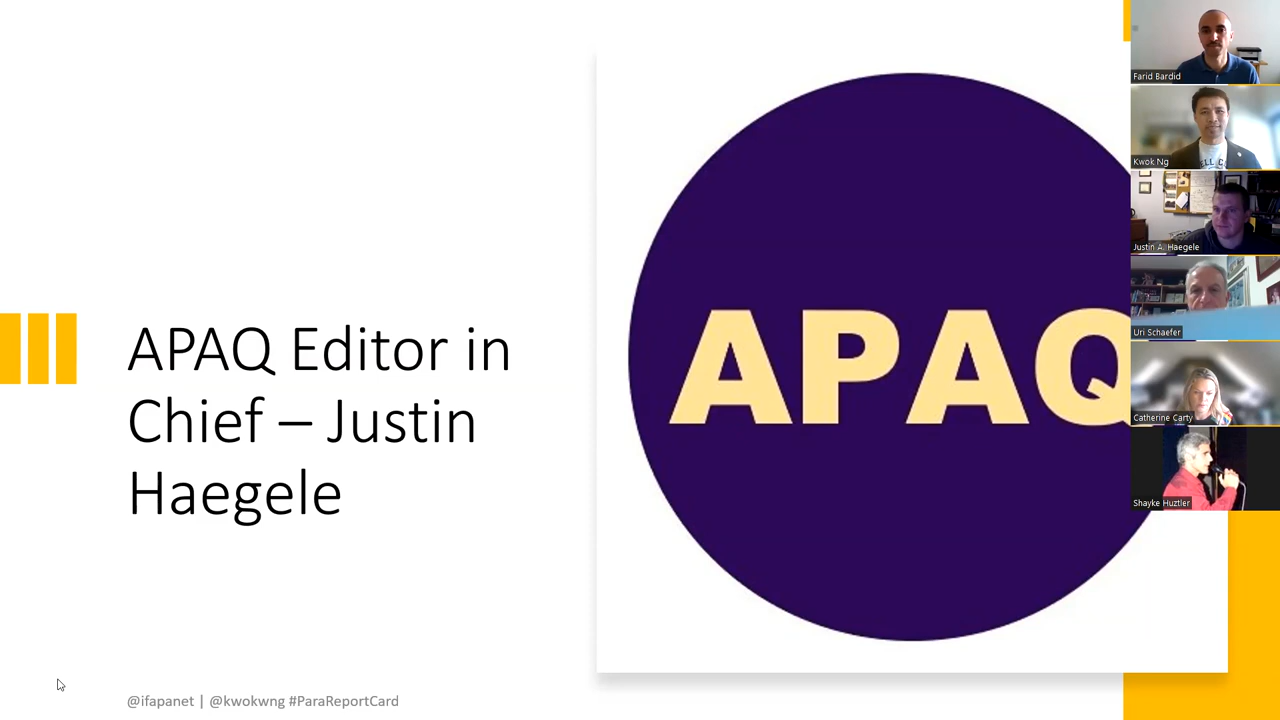 APAQ Editor in
Chief – Justin
Haegele
APAQ
@ifapanet | @kwokwng #ParaReportCard
Farid Bardid
Kwok Ng
Justin A. Haegele
Uri Schaefer
Catherine Carty
Shayke Huztler